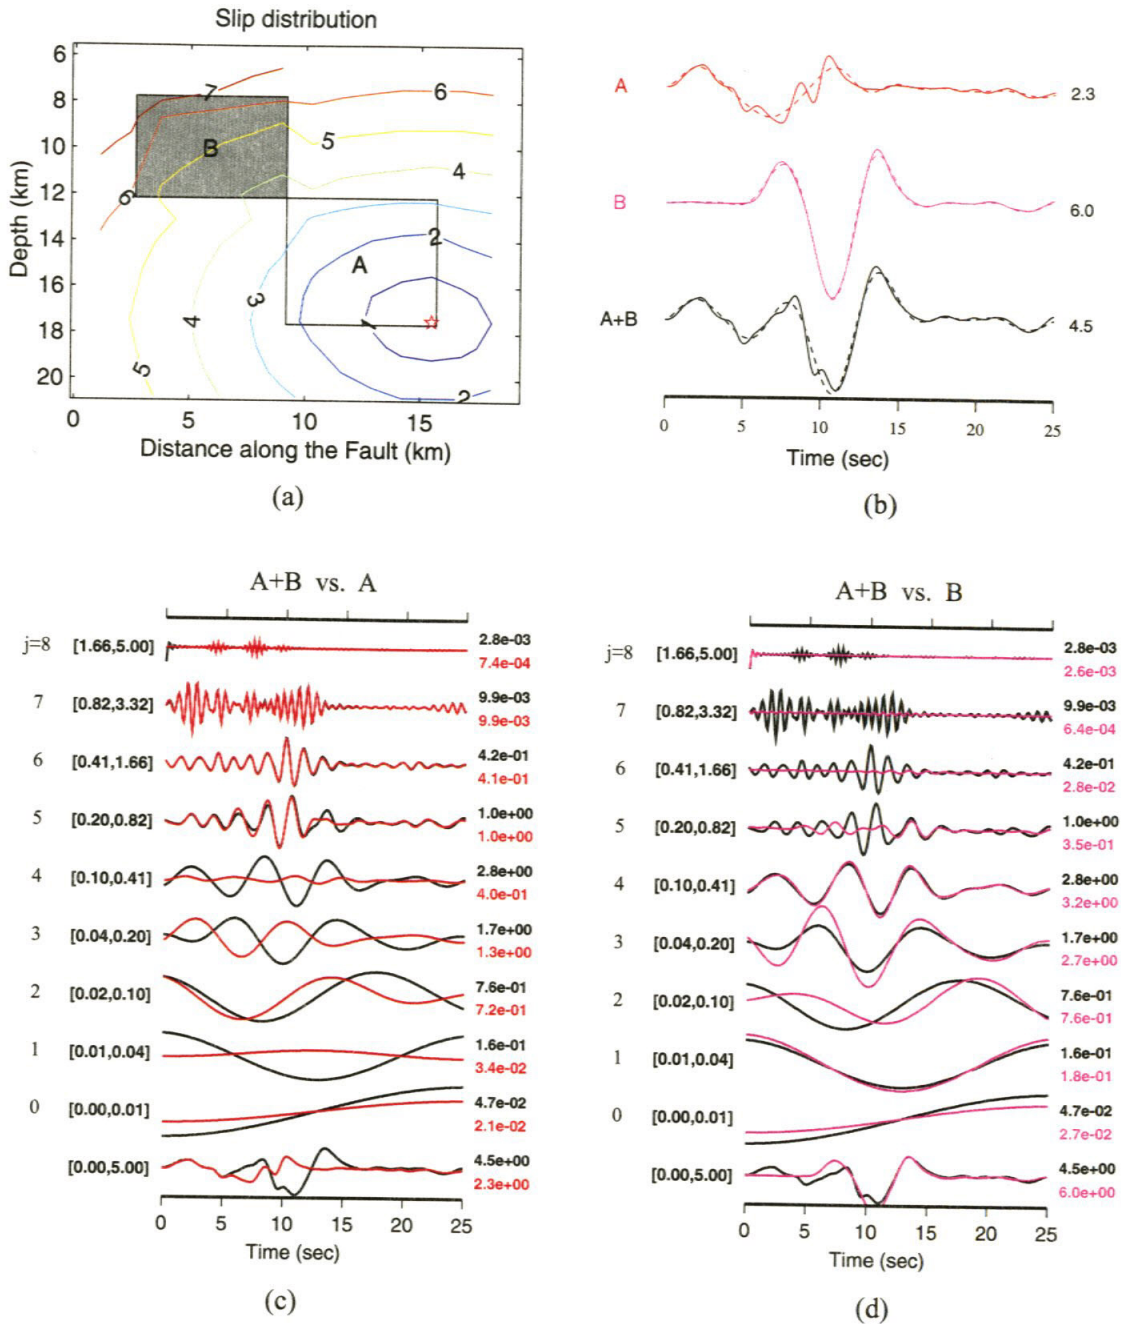 Slip distribution
6
8
10
12
14
16
18
20
Depth (km)
7
6
5
4
B
6
2
A
3
4
1
5
2
0
5
10
15
Distance along the Fault (km)
(a)
A
2.3
B
6.0
A+B
4.5
0
5
10
15
20
25
Time (sec)
(b)
A+B vs. A
j=8 [1.66,5.00] 2.8e-03
7.4e-04
7 [0.82,3.32] 9.9e-03
9.9e-03
6 [0.41,1.66] 4.2e-01
4.1e-01
5 [0.20,0.82] 1.0e+00
1.0e+00
4 [0.10,0.41] 2.8e+00
4.0e-01
3 [0.04,0.20] 1.7e+00
1.3e+00
2 [0.02,0.10] 7.6e-01
7.2e-01
1 [0.01,0.04] 1.6e-01
3.4e-02
0 [0.00,0.01] 4.7e-02
2.1e-02
[0.00,5.00] 4.5e+00
2.3e+00
0 5 10 15 20 25
Time (sec)
(c)
A+B vs. B
j=8 [1.66,5.00] 2.8e-03
2.6e-03
7 [0.82,3.32] 9.9e-03
6.4e-04
6 [0.41,1.66] 4.2e-01
2.8e-02
5 [0.20,0.82] 1.0e+00
3.5e-01
4 [0.10,0.41] 2.8e+00
3.2e+00
3 [0.04,0.20] 1.7e+00
2.7e+00
2 [0.02,0.10] 7.6e-01
7.6e-01
1 [0.01,0.04] 1.6e-01
1.8e-01
0 [0.00,0.01] 4.7e-02
2.7e-02
[0.00,5.00] 4.5e+00
6.0e+00
0 5 10 15 20 25
Time (sec)
(d)